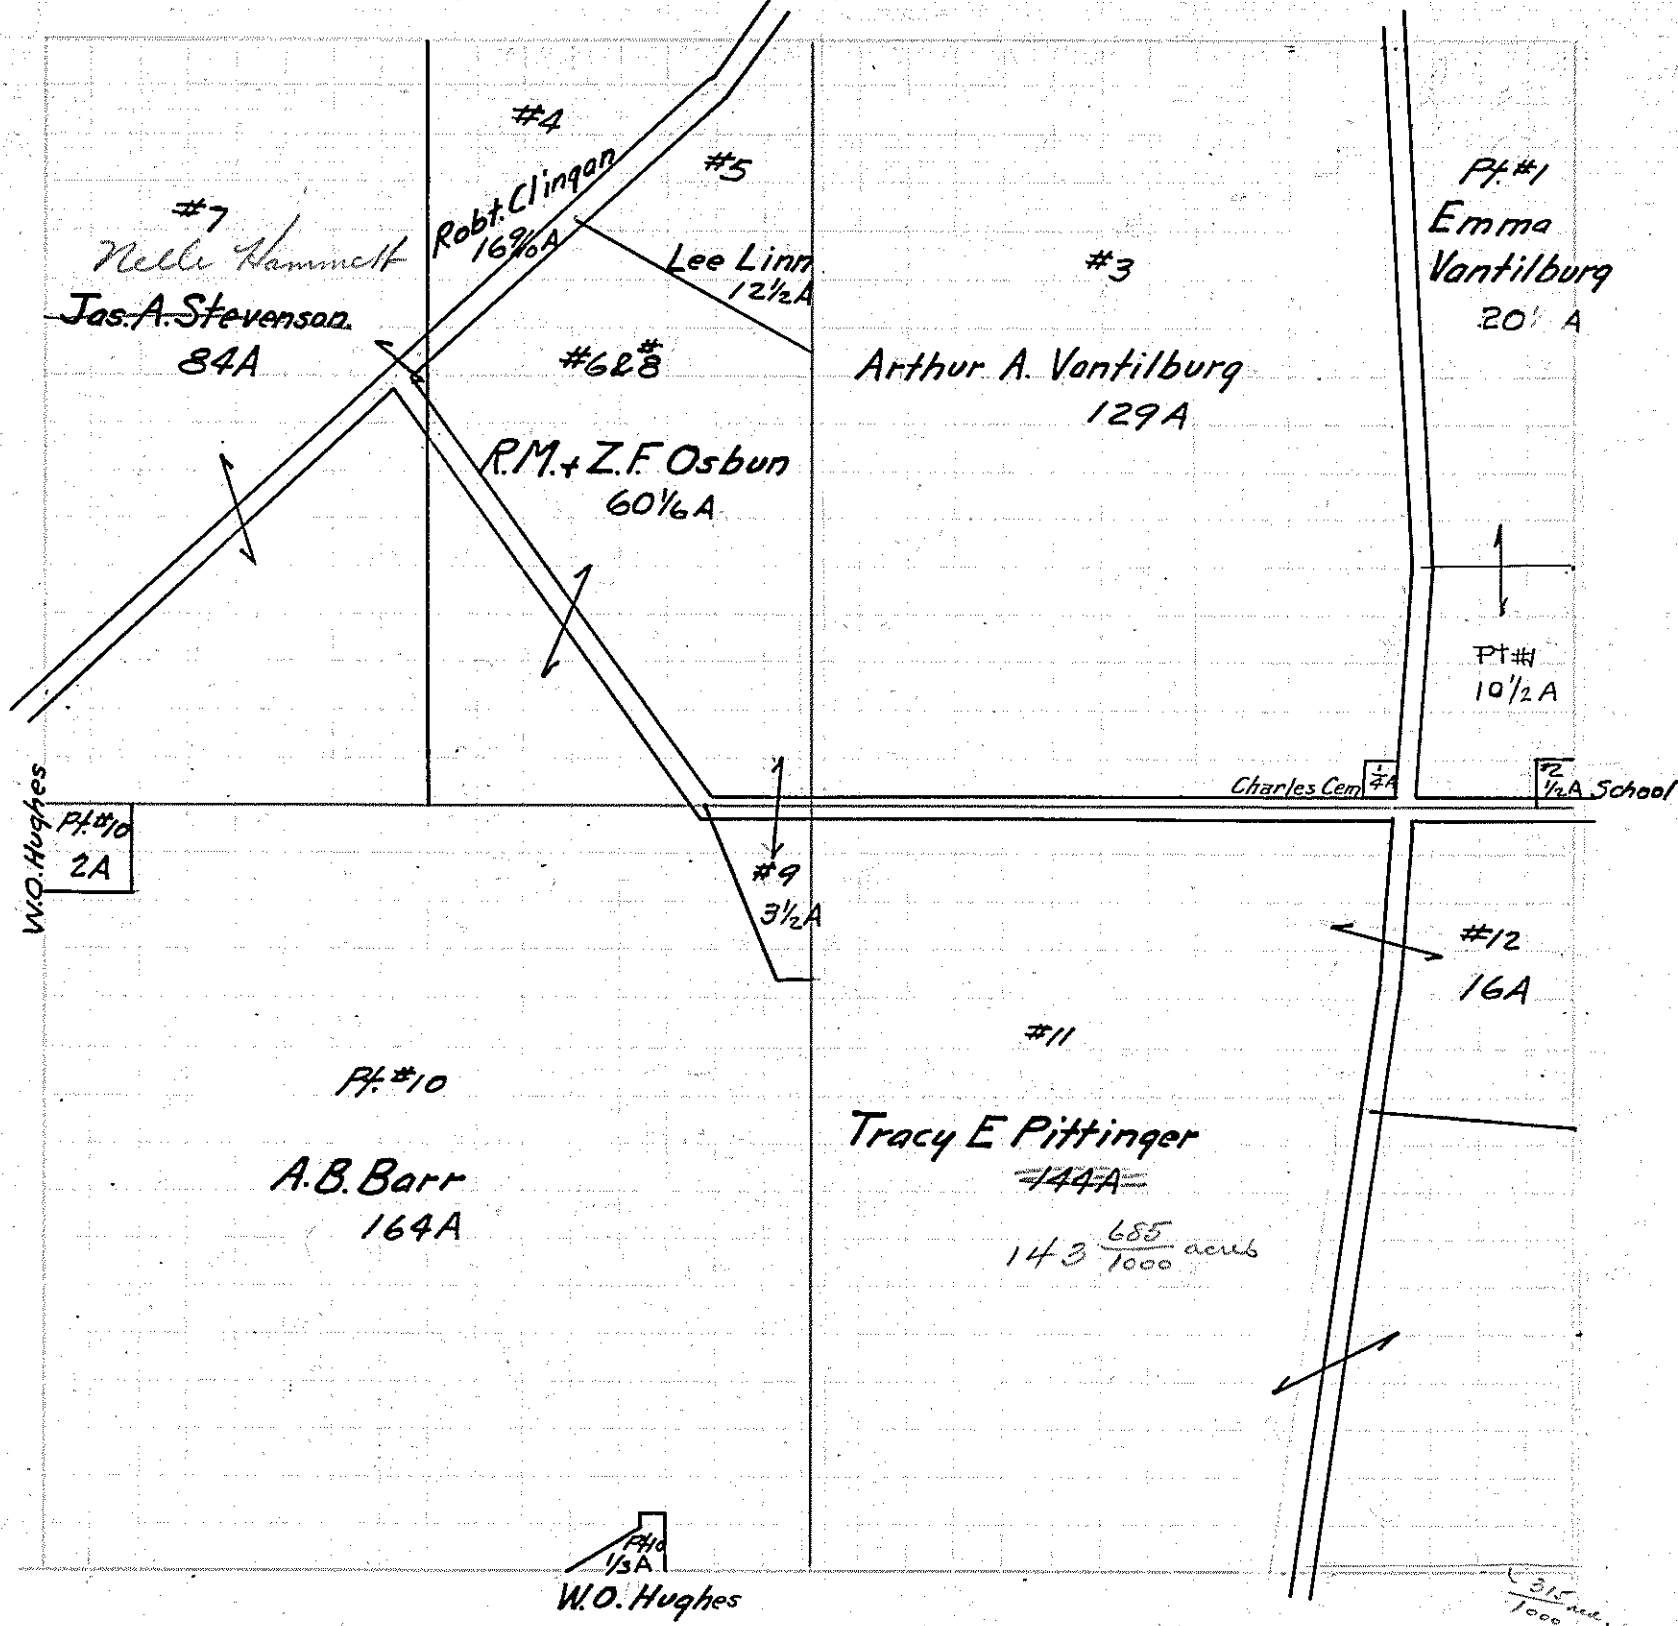 #4
Robt. Clingan
#5
Lee Linn
12½A
#7
Nelle Hammett
Jas. A. Stevenson
84A
#6&#8
R.M. + Z.F. Osbun
60⅙A
#3
Arthur A. Vantilburg
129A
Pt. #1
Emma
Vantilburg
A
Pt #1
10½A
Charles Cem
¼A
2
½A
School
W.O. Hughes
Pt. #10
2A
#9
3½A
#12
16A
Pt. #10
A.B. Barr
164A
#11
Tracy E Pittinger
144A
143 685/1000 acres
Pt 10
⅓A
W.O. Hughes
315/1000